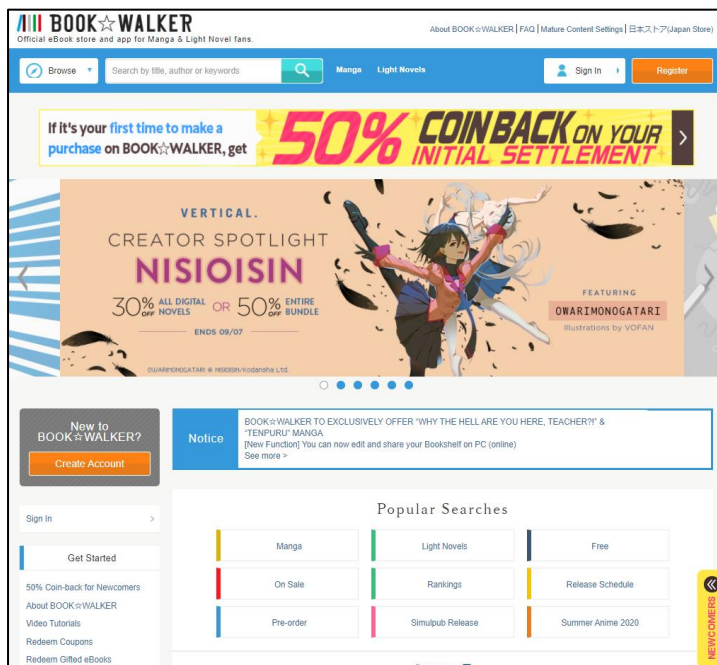 BOOK☆WALKER
Official eBook store and app for Manga & Light Novel fans.
About BOOK☆WALKER | FAQ | Mature Content Settings | 日本ストア(Japan Store)
Browse
Search by title, author or keywords
Manga
Light Novels
Sign In
Register
If it's your first time to make a
purchase on BOOK☆WALKER, get
50% COINBACK ON YOUR
INITIAL SETTLEMENT
VERTICAL.
CREATOR SPOTLIGHT
NISIOISIN
30% OFF ALL DIGITAL NOVELS OR 50% OFF ENTIRE BUNDLE
ENDS 09/07
OWARIMONOGATARI © NISIOISIN/Kodansha Ltd.
FEATURING
OWARIMONOGATARI
Illustrations by VOFAN
New to
BOOK☆WALKER?
Create Account
Notice
BOOK☆WALKER TO EXCLUSIVELY OFFER "WHY THE HELL ARE YOU HERE, TEACHER?!" &
"TENPURU" MANGA
[New Function] You can now edit and share your Bookshelf on PC (online)
See more >
Sign In
Get Started
50% Coin-back for Newcomers
About BOOK☆WALKER
Video Tutorials
Redeem Coupons
Redeem Gifted eBooks
Popular Searches
Manga
Light Novels
Free
On Sale
Rankings
Release Schedule
Pre-order
Simulpub Release
Summer Anime 2020
NEWCOMERS